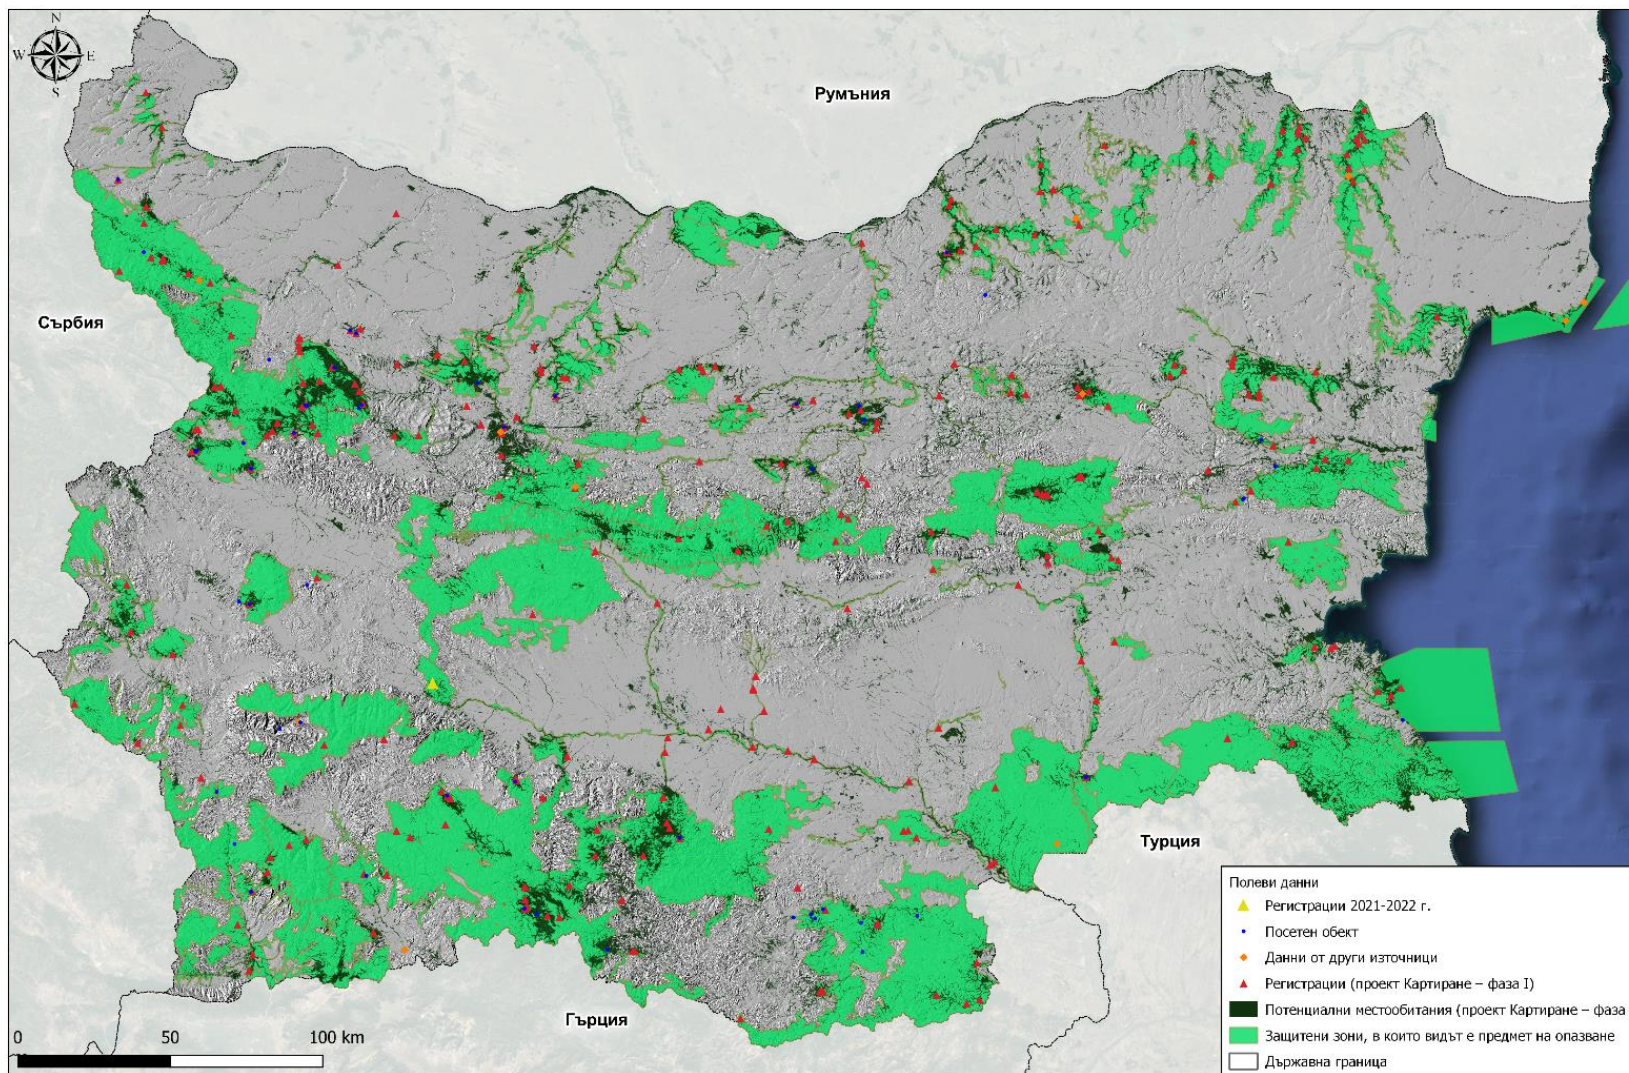 N
W E
S
Румъния
Сърбия
Турция
Гърция
0 50 100 km
Полеви данни
Регистрации 2021-2022 г.
Посетен обект
Данни от други източници
Регистрации (проект Картиране – фаза I)
Потенциални местообитания (проект Картиране – фаза
Защитени зони, в които видът е предмет на опазване
Държавна граница